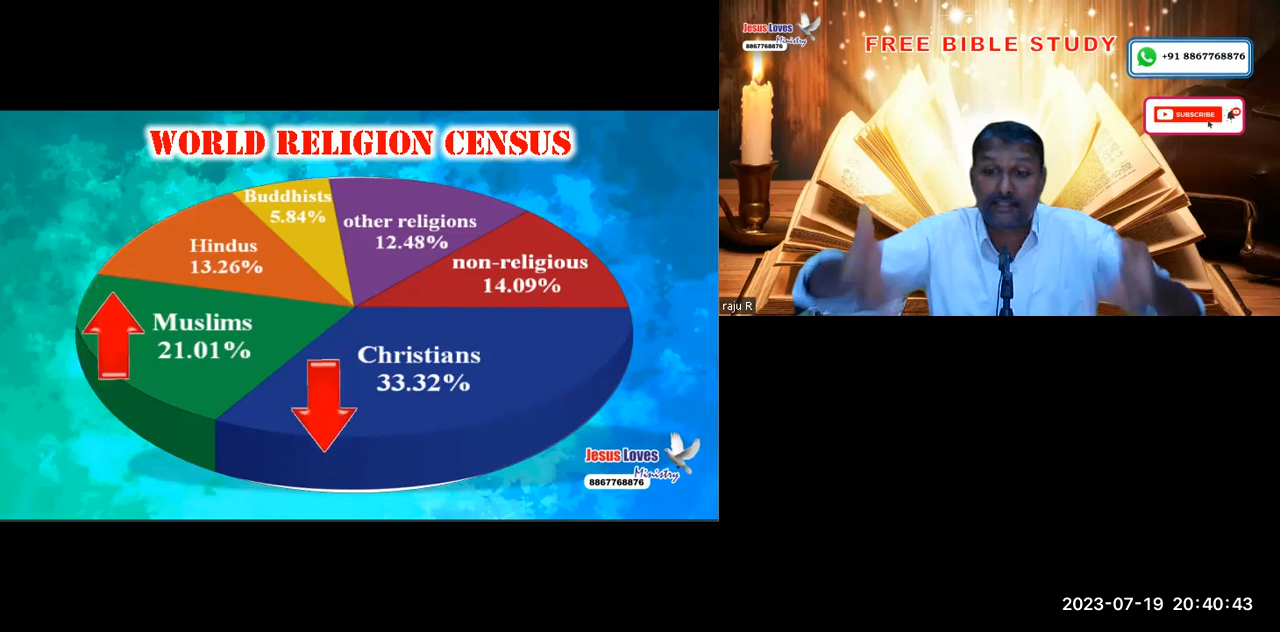 WORLD RELIGION CENSUS
Buddhists
5.84%
other religions
12.48%
Hindus
13.26%
non-religious
14.09%
Muslims
21.01%
Christians
33.32%
Jesus Loves
Ministry
8867768876
Jesus Loves
Ministry
8867768876
FREE BIBLE STUDY
+91 8867768876
SUBSCRIBE
raju R
2023-07-19 20:40:43